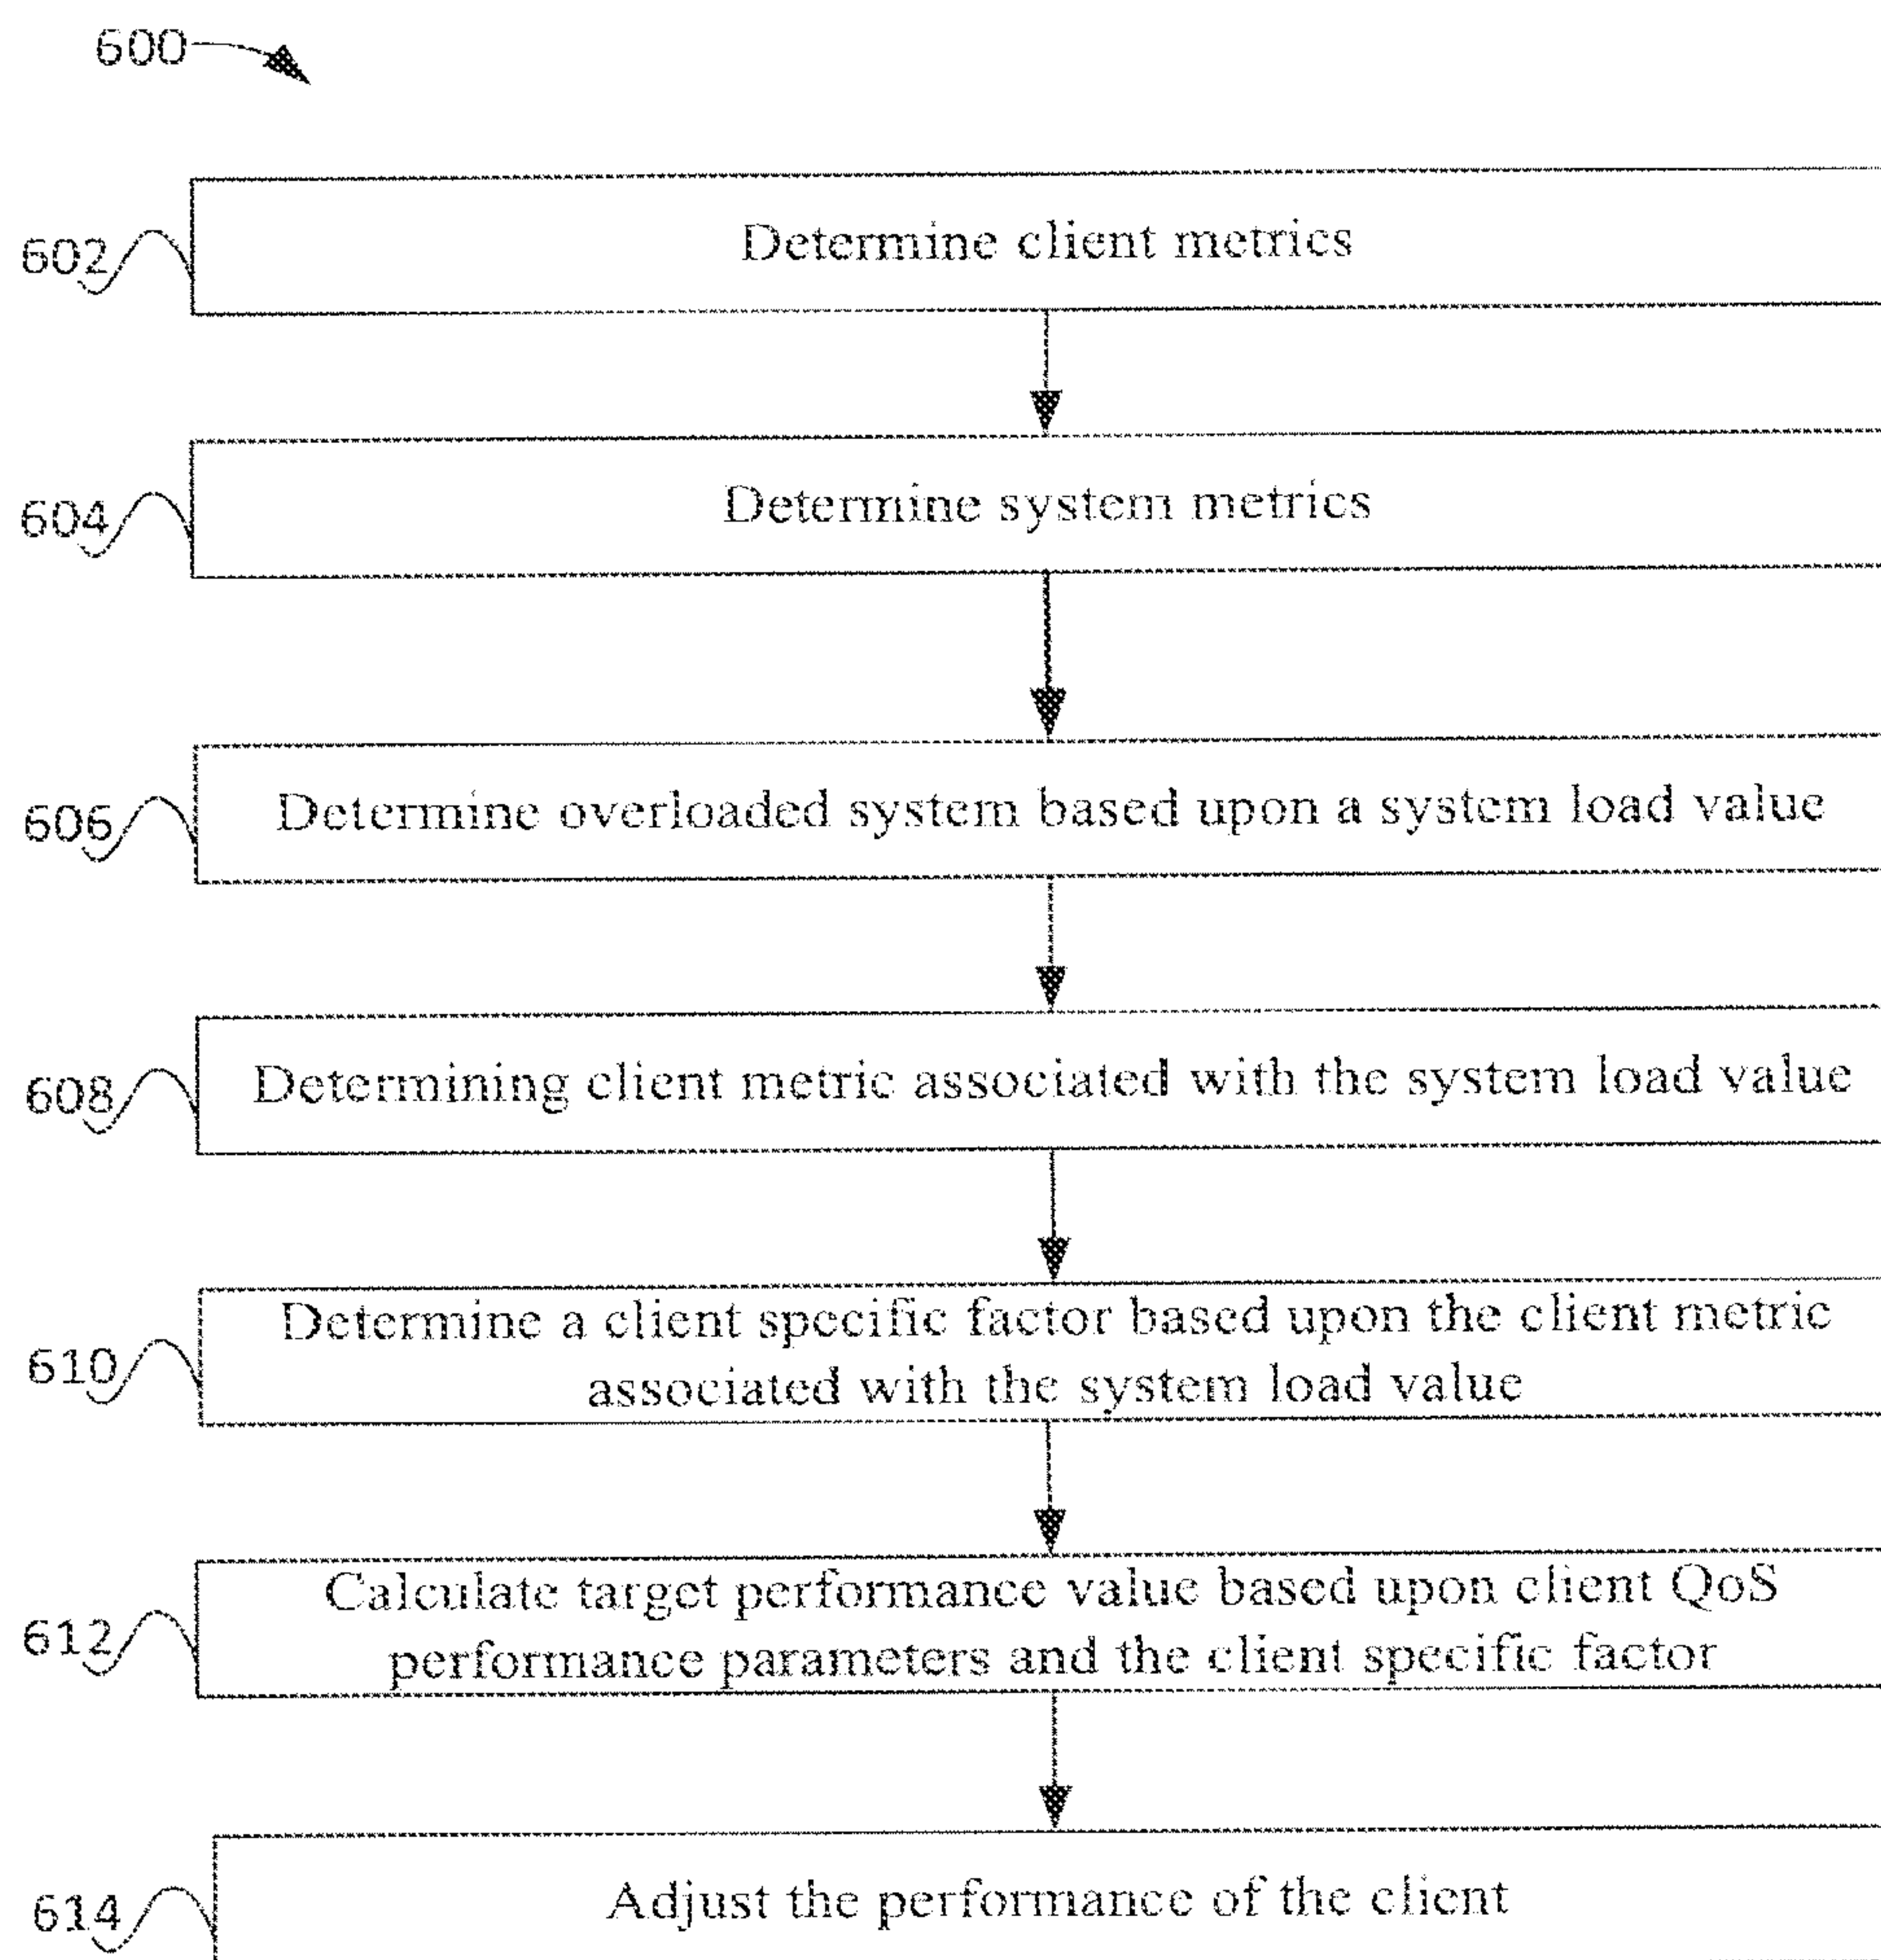 600
602
Determine client metrics
604
Determine system metrics
606
Determine overloaded system based upon a system load value
608
Determining client metric associated with the system load value
610
Determine a client specific factor based upon the client metric
associated with the system load value
612
Calculate target performance value based upon client QoS
performance parameters and the client specific factor
614
Adjust the performance of the client